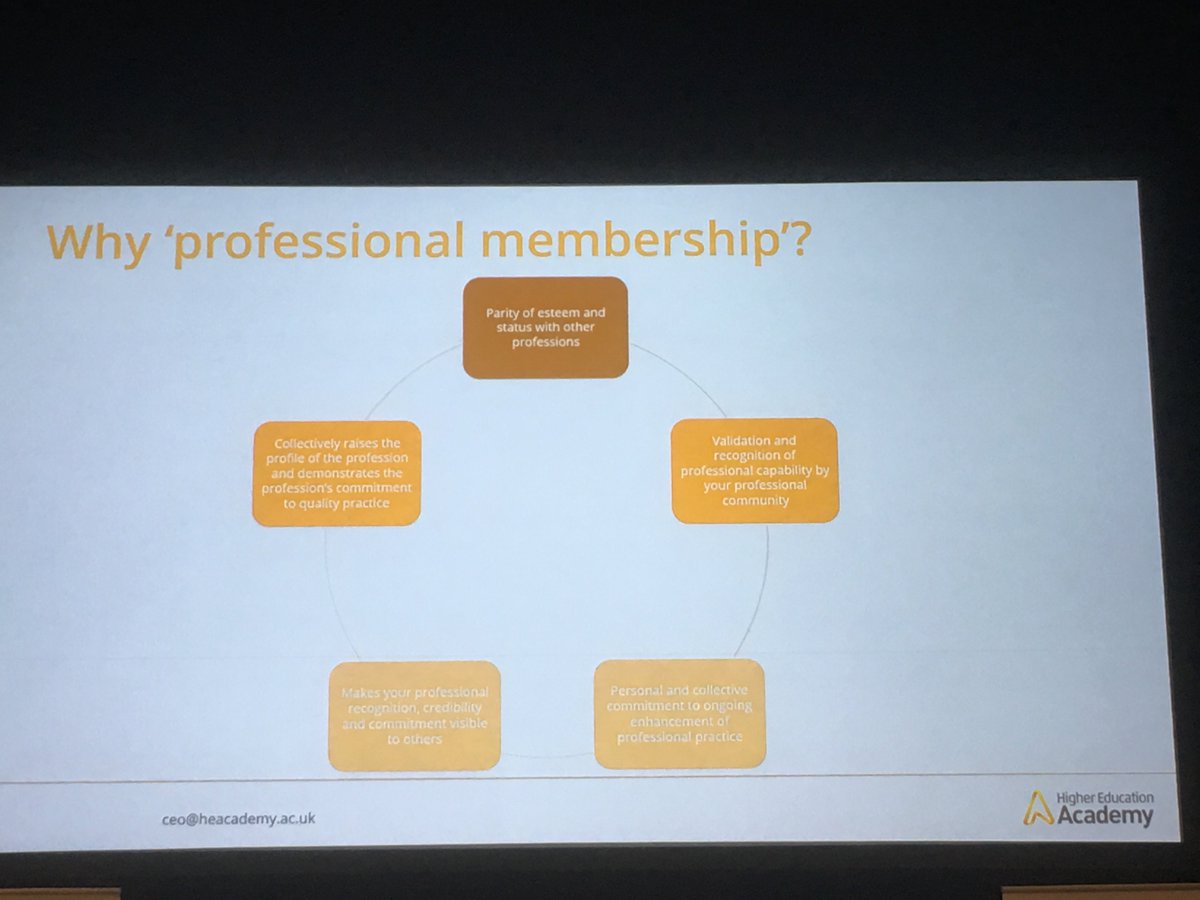 Why ‘professional membership’?
Parity of esteem and
status with other
professions
Validation and
recognition of
professional capability by
your professional
community
Personal and collective
commitment to ongoing
enhancement of
professional practice
Makes your professional
recognition, credibility
and commitment visible
to others
Collectively raises the
profile of the profession
and demonstrates the
profession's commitment
to quality practice
ceo@heacademy.ac.uk
Higher Education
Academy